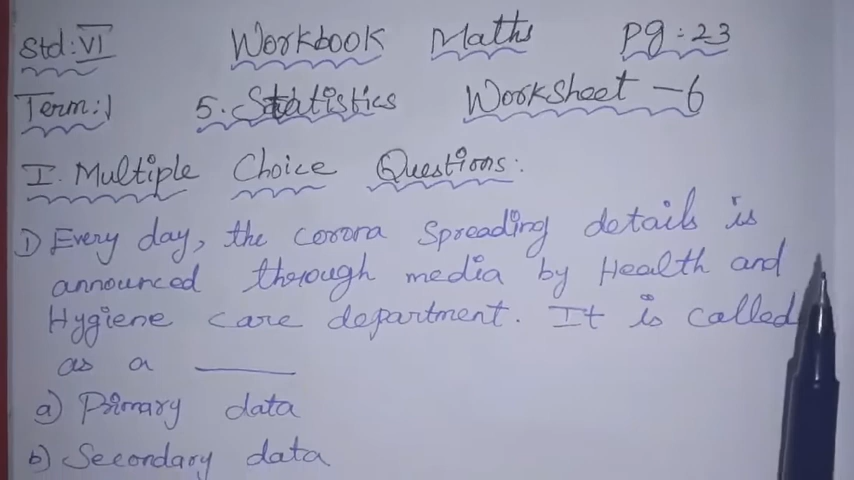 Std: VI Workbook Maths Pg: 23
Term: I 5. Statistics Worksheet - 6
I. Multiple Choice Questions:
1) Every day, the corona spreading details is
announced through media by Health and
Hygiene care department. It is called
as a ______
a) Primary data
b) Secondary data